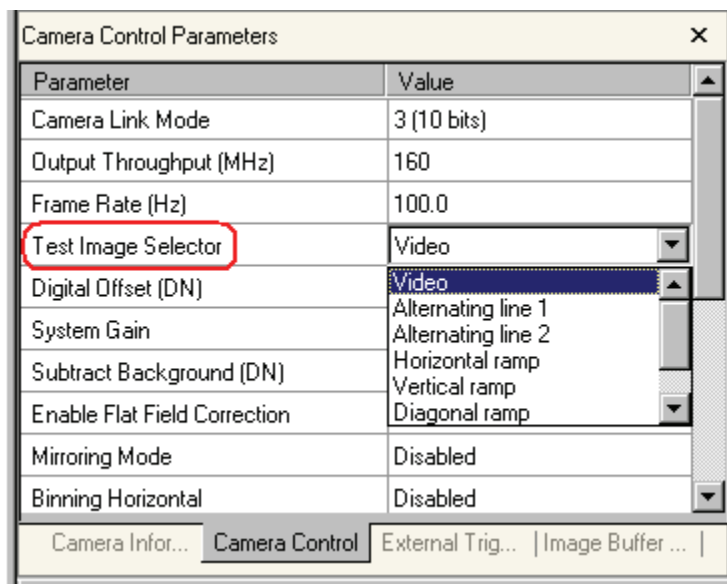 Camera Control Parameters
Parameter Value
Camera Link Mode 3 (10 bits)
Output Throughput (MHz) 160
Frame Rate (Hz) 100.0
Test Image Selector Video
Digital Offset (DN) Video
Alternating line 1
System Gain Alternating line 2
Horizontal ramp
Subtract Background (DN) Vertical ramp
Enable Flat Field Correction Diagonal ramp
Mirroring Mode Disabled
Binning Horizontal Disabled
Camera Infor... Camera Control External Trig... Image Buffer ...